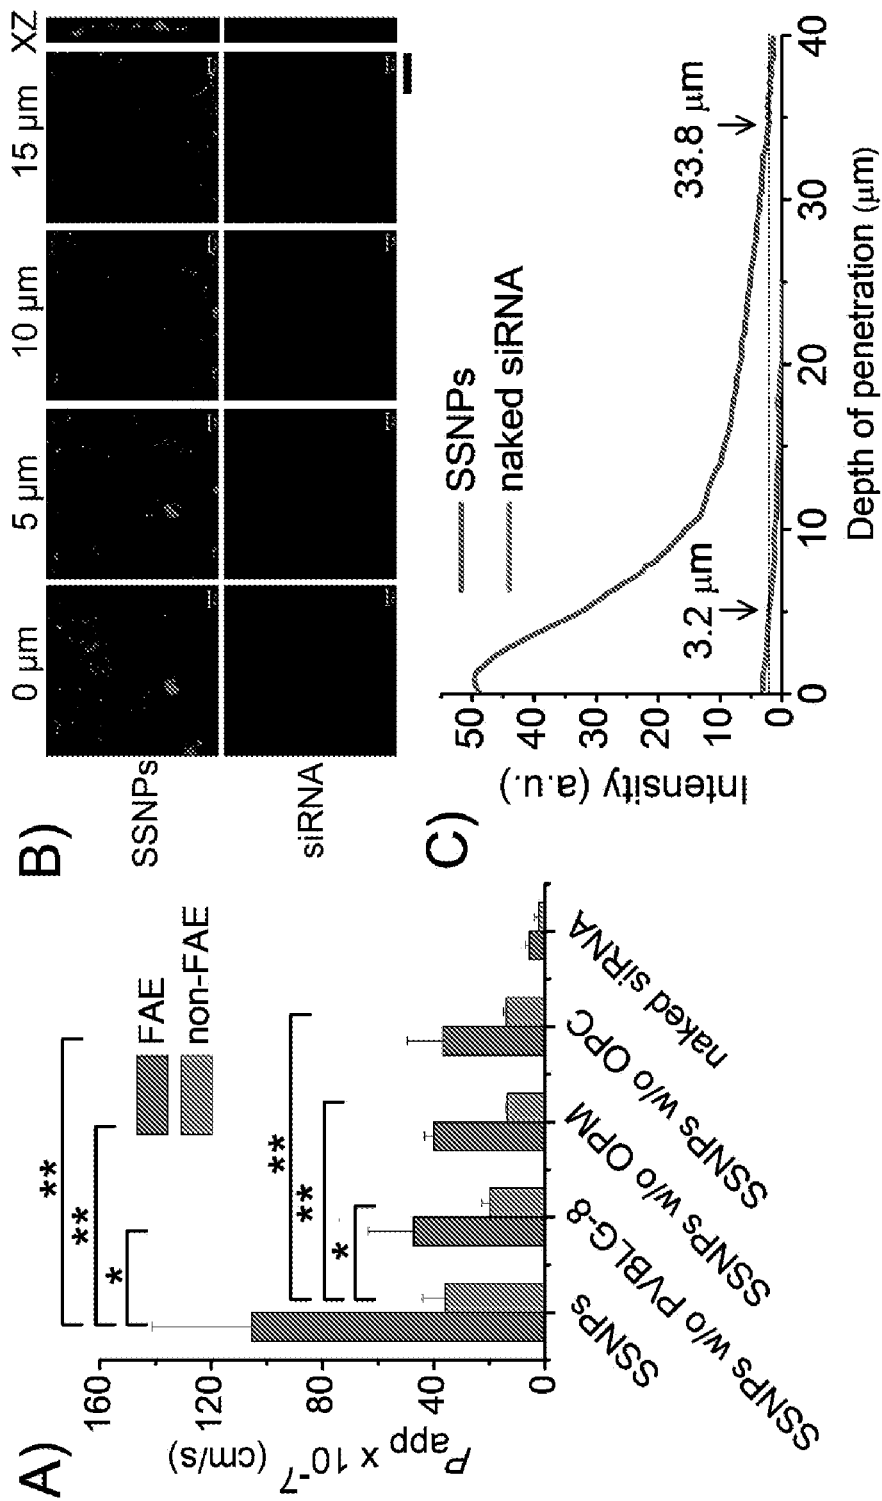 A)
P_app x 10^-7 (cm/s)
160
120
80
40
0
FAE
non-FAE
**
**
*
**
**
*
SSNPs
SSNPs w/o PVBLG-8
SSNPs w/o OPM
SSNPs w/o OPC
naked siRNA
B)
0 μm 5 μm 10 μm 15 μm XZ
SSNPs
siRNA
C)
Intensity (a.u.)
50
40
30
20
10
0
SSNPs
naked siRNA
3.2 μm
33.8 μm
0 10 20 30 40
Depth of penetration (μm)